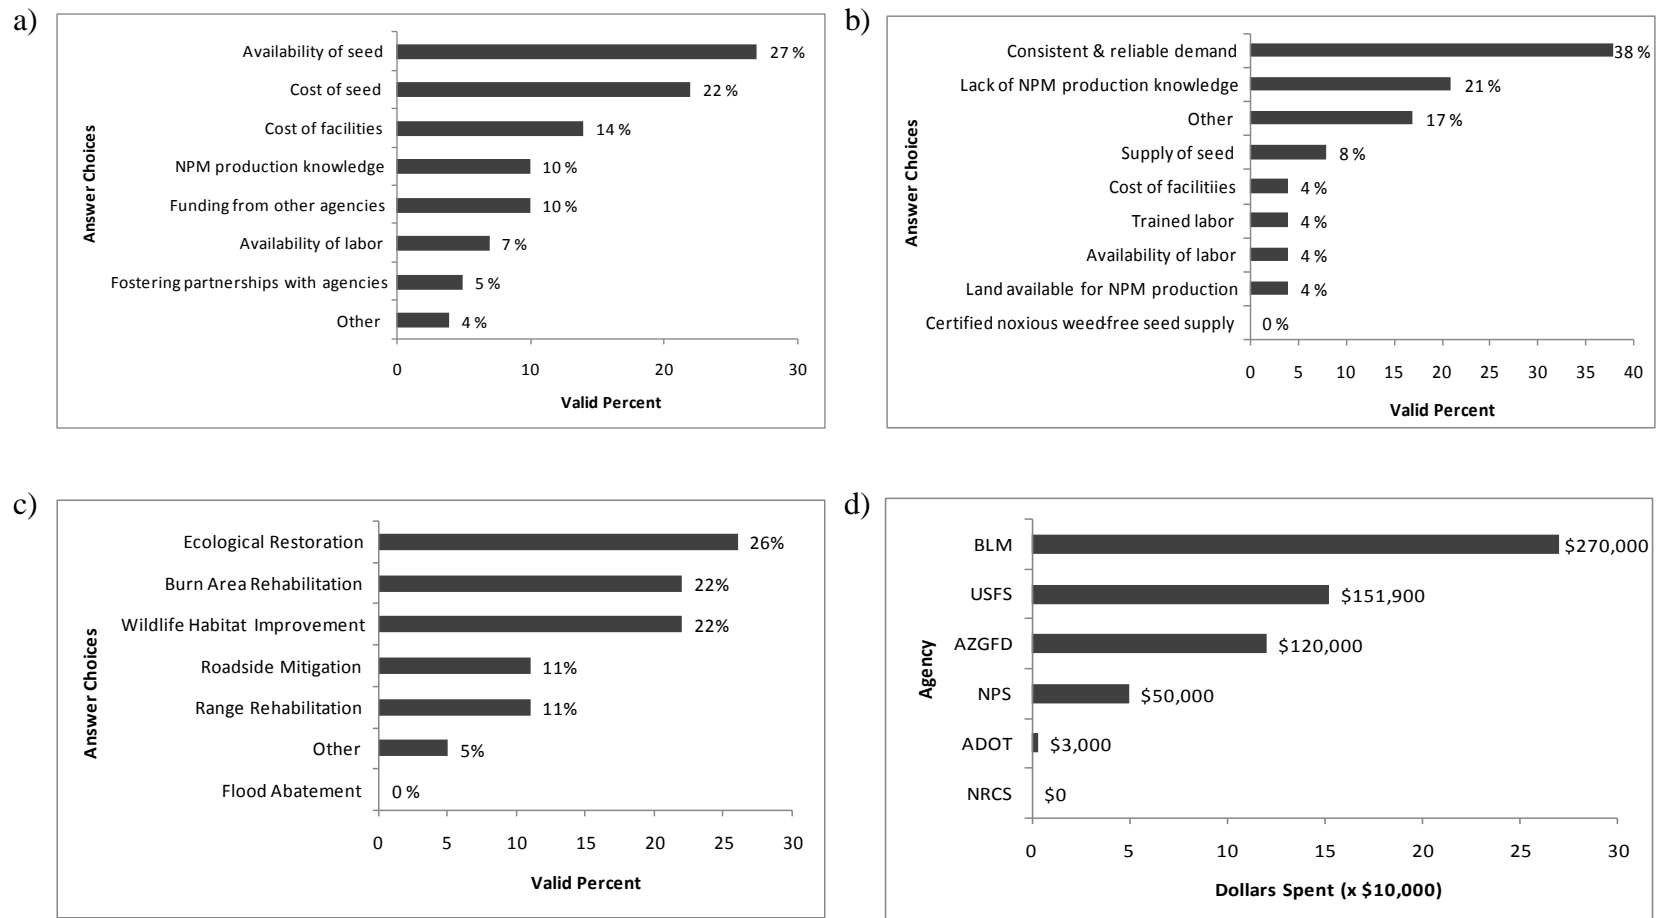 a)
Answer Choices
Availability of seed 27 %
Cost of seed 22 %
Cost of facilities 14 %
NPM production knowledge 10 %
Funding from other agencies 10 %
Availability of labor 7 %
Fostering partnerships with agencies 5 %
Other 4 %
0 10 20 30
Valid Percent
b)
Answer Choices
Consistent & reliable demand 38 %
Lack of NPM production knowledge 21 %
Other 17 %
Supply of seed 8 %
Cost of facilitiies 4 %
Trained labor 4 %
Availability of labor 4 %
Land available for NPM production 4 %
Certified noxious weed-free seed supply 0 %
0 5 10 15 20 25 30 35 40
Valid Percent
c)
Answer Choices
Ecological Restoration 26%
Burn Area Rehabilitation 22%
Wildlife Habitat Improvement 22%
Roadside Mitigation 11%
Range Rehabilitation 11%
Other 5%
Flood Abatement 0 %
0 5 10 15 20 25 30
Valid Percent
d)
Agency
BLM $270,000
USFS $151,900
AZGFD $120,000
NPS $50,000
ADOT $3,000
NRCS $0
0 5 10 15 20 25 30
Dollars Spent (x $10,000)